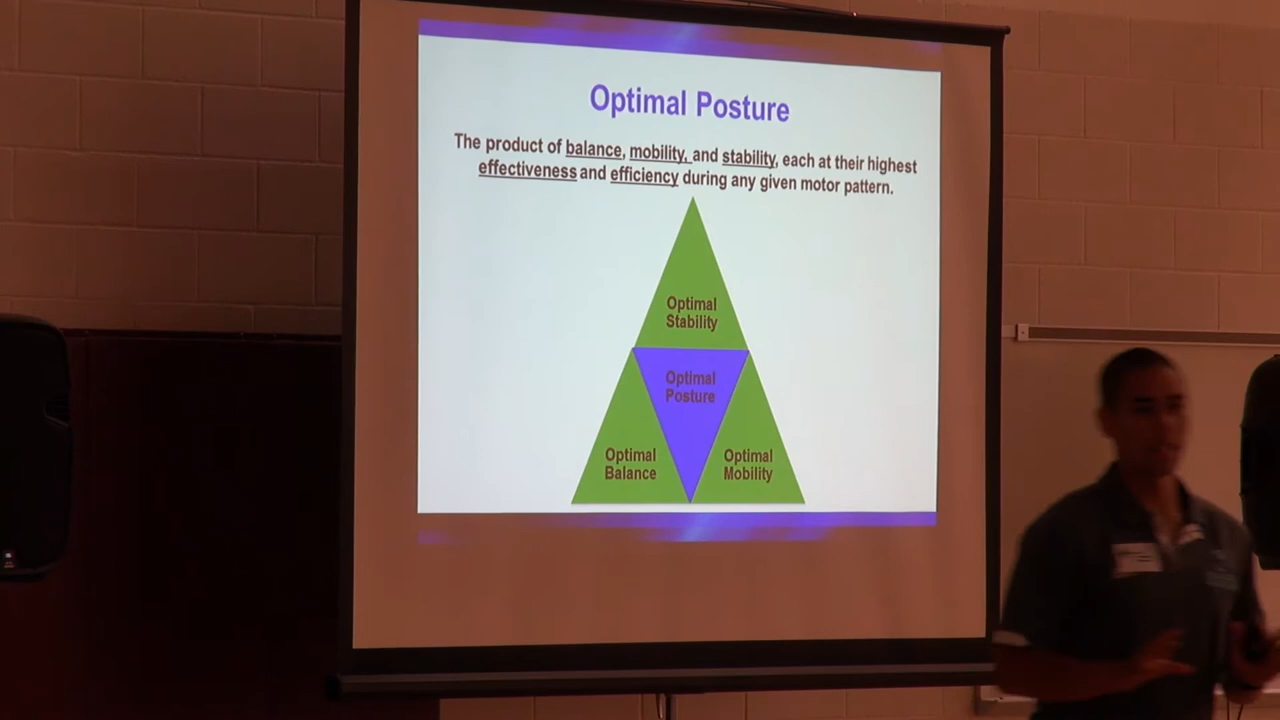 Optimal Posture
The product of balance, mobility, and stability, each at their highest
effectiveness and efficiency during any given motor pattern.
Optimal
Stability
Optimal
Posture
Optimal
Balance
Optimal
Mobility